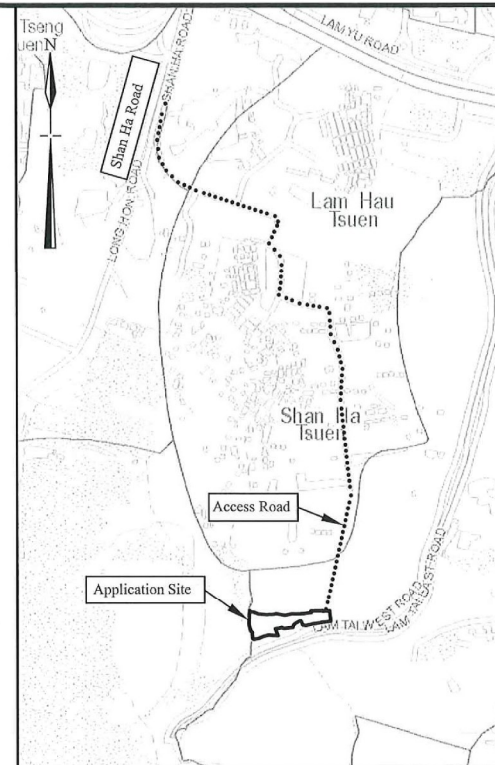 Tseng
uen
N
LAM YU ROAD
SHAN HA ROAD
Shan Ha Road
LONG HON ROAD
Lam Hau
Tsuen
Shan Ha
Tsuen
Access Road
Application Site
LAM TAI WEST ROAD
LAM TAI EAST ROAD